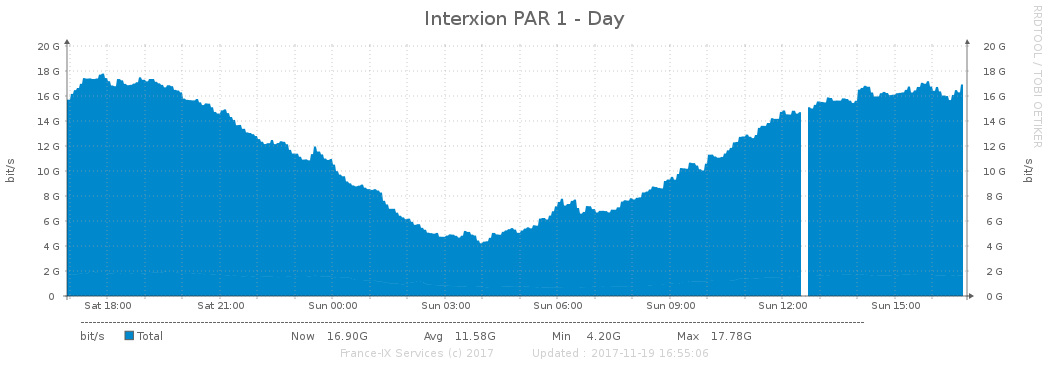 Interxion PAR 1 - Day
RRDTOOL / TOBI OETIKER
20 G 20 G
18 G 18 G
16 G 16 G
14 G 14 G
12 G 12 G
10 G 10 G
8 G 8 G
6 G 6 G
4 G 4 G
2 G 2 G
0 0 G
bit/s bit/s
Sat 18:00 Sat 21:00 Sun 00:00 Sun 03:00 Sun 06:00 Sun 09:00 Sun 12:00 Sun 15:00
bit/s Total Now 16.90G Avg 11.58G Min 4.20G Max 17.78G
France-IX Services (c) 2017 Updated : 2017-11-19 16:55:06